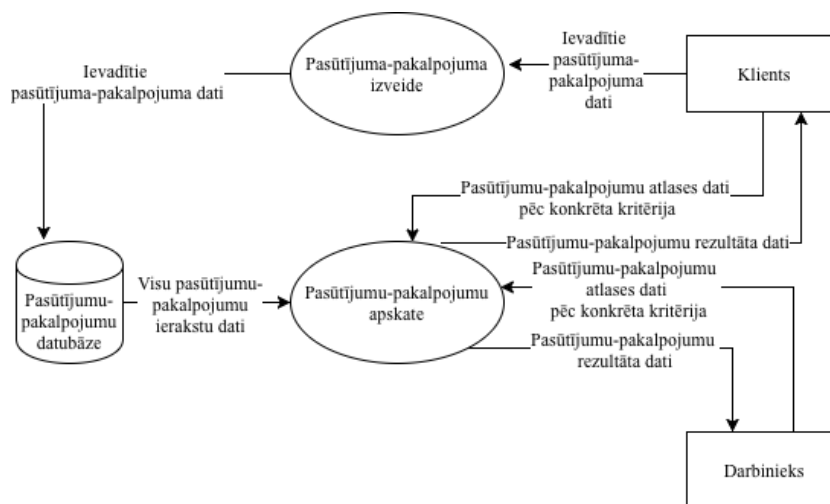 Pasūtījuma-pakalpojuma
izveide
Ievadītie
pasūtījuma-
pakalpojuma
dati
Klients
Ievadītie
pasūtījuma-pakalpojuma dati
Pasūtījumu-pakalpojumu atlases dati
pēc konkrēta kritērija
Pasūtījumu-pakalpojumu rezultāta dati
Pasūtījumu-
pakalpojumu
datubāze
Visu pasūtījumu-
pakalpojumu
ierakstu dati
Pasūtījumu-pakalpojumu
apskate
Pasūtījumu-pakalpojumu
atlases dati
pēc konkrēta kritērija
Pasūtījumu-pakalpojumu
rezultāta dati
Darbinieks